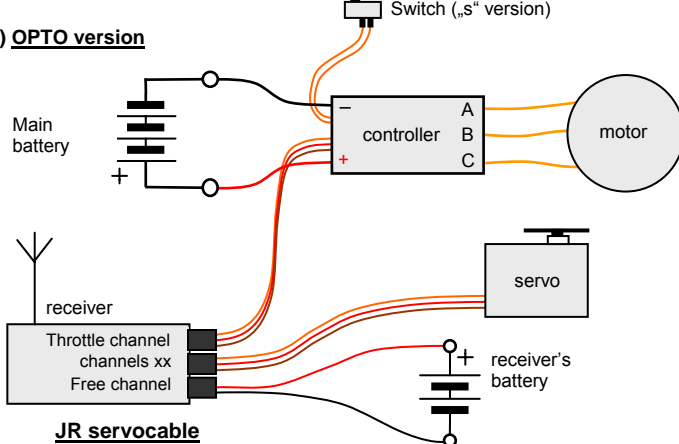 Switch („s“ version)
) OPTO version
Main
battery
+
–
+
controller
A
B
C
motor
servo
receiver
Throttle channel
channels xx
Free channel
+
receiver's
battery
JR servocable